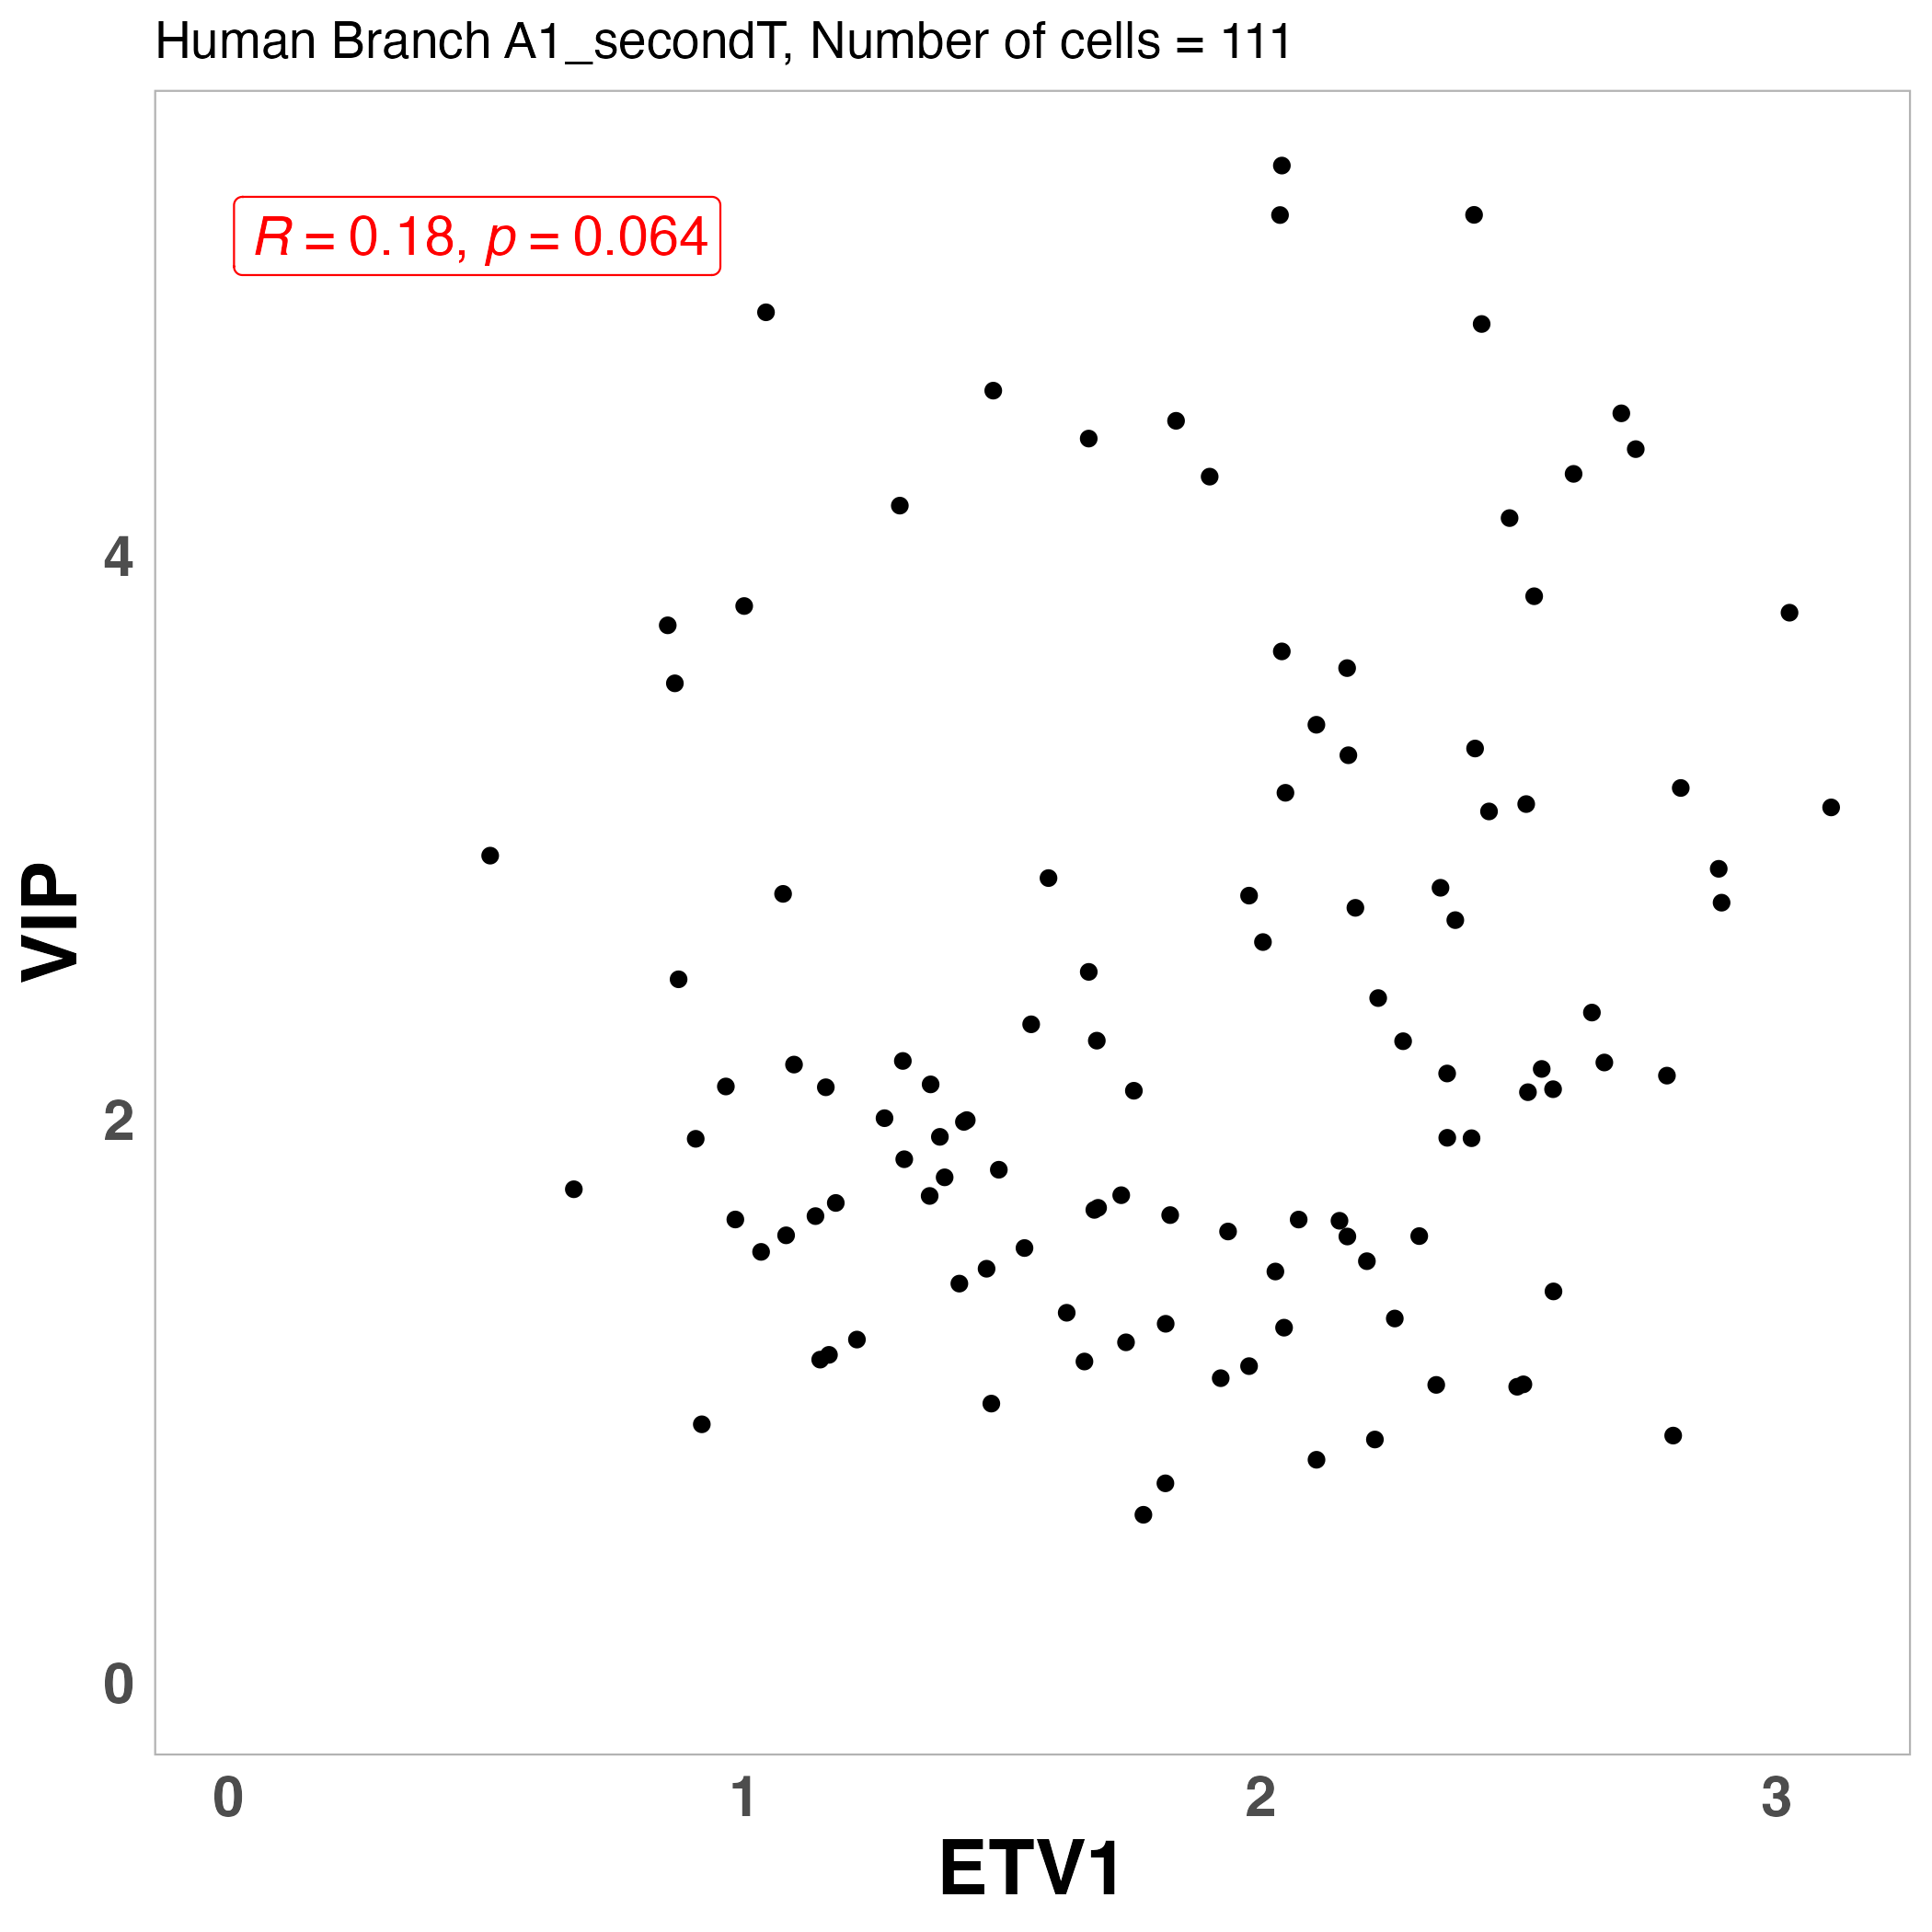 Human Branch A1_secondT, Number of cells = 111
R = 0.18, p = 0.064
4
2
0
VIP
0 1 2 3
ETV1